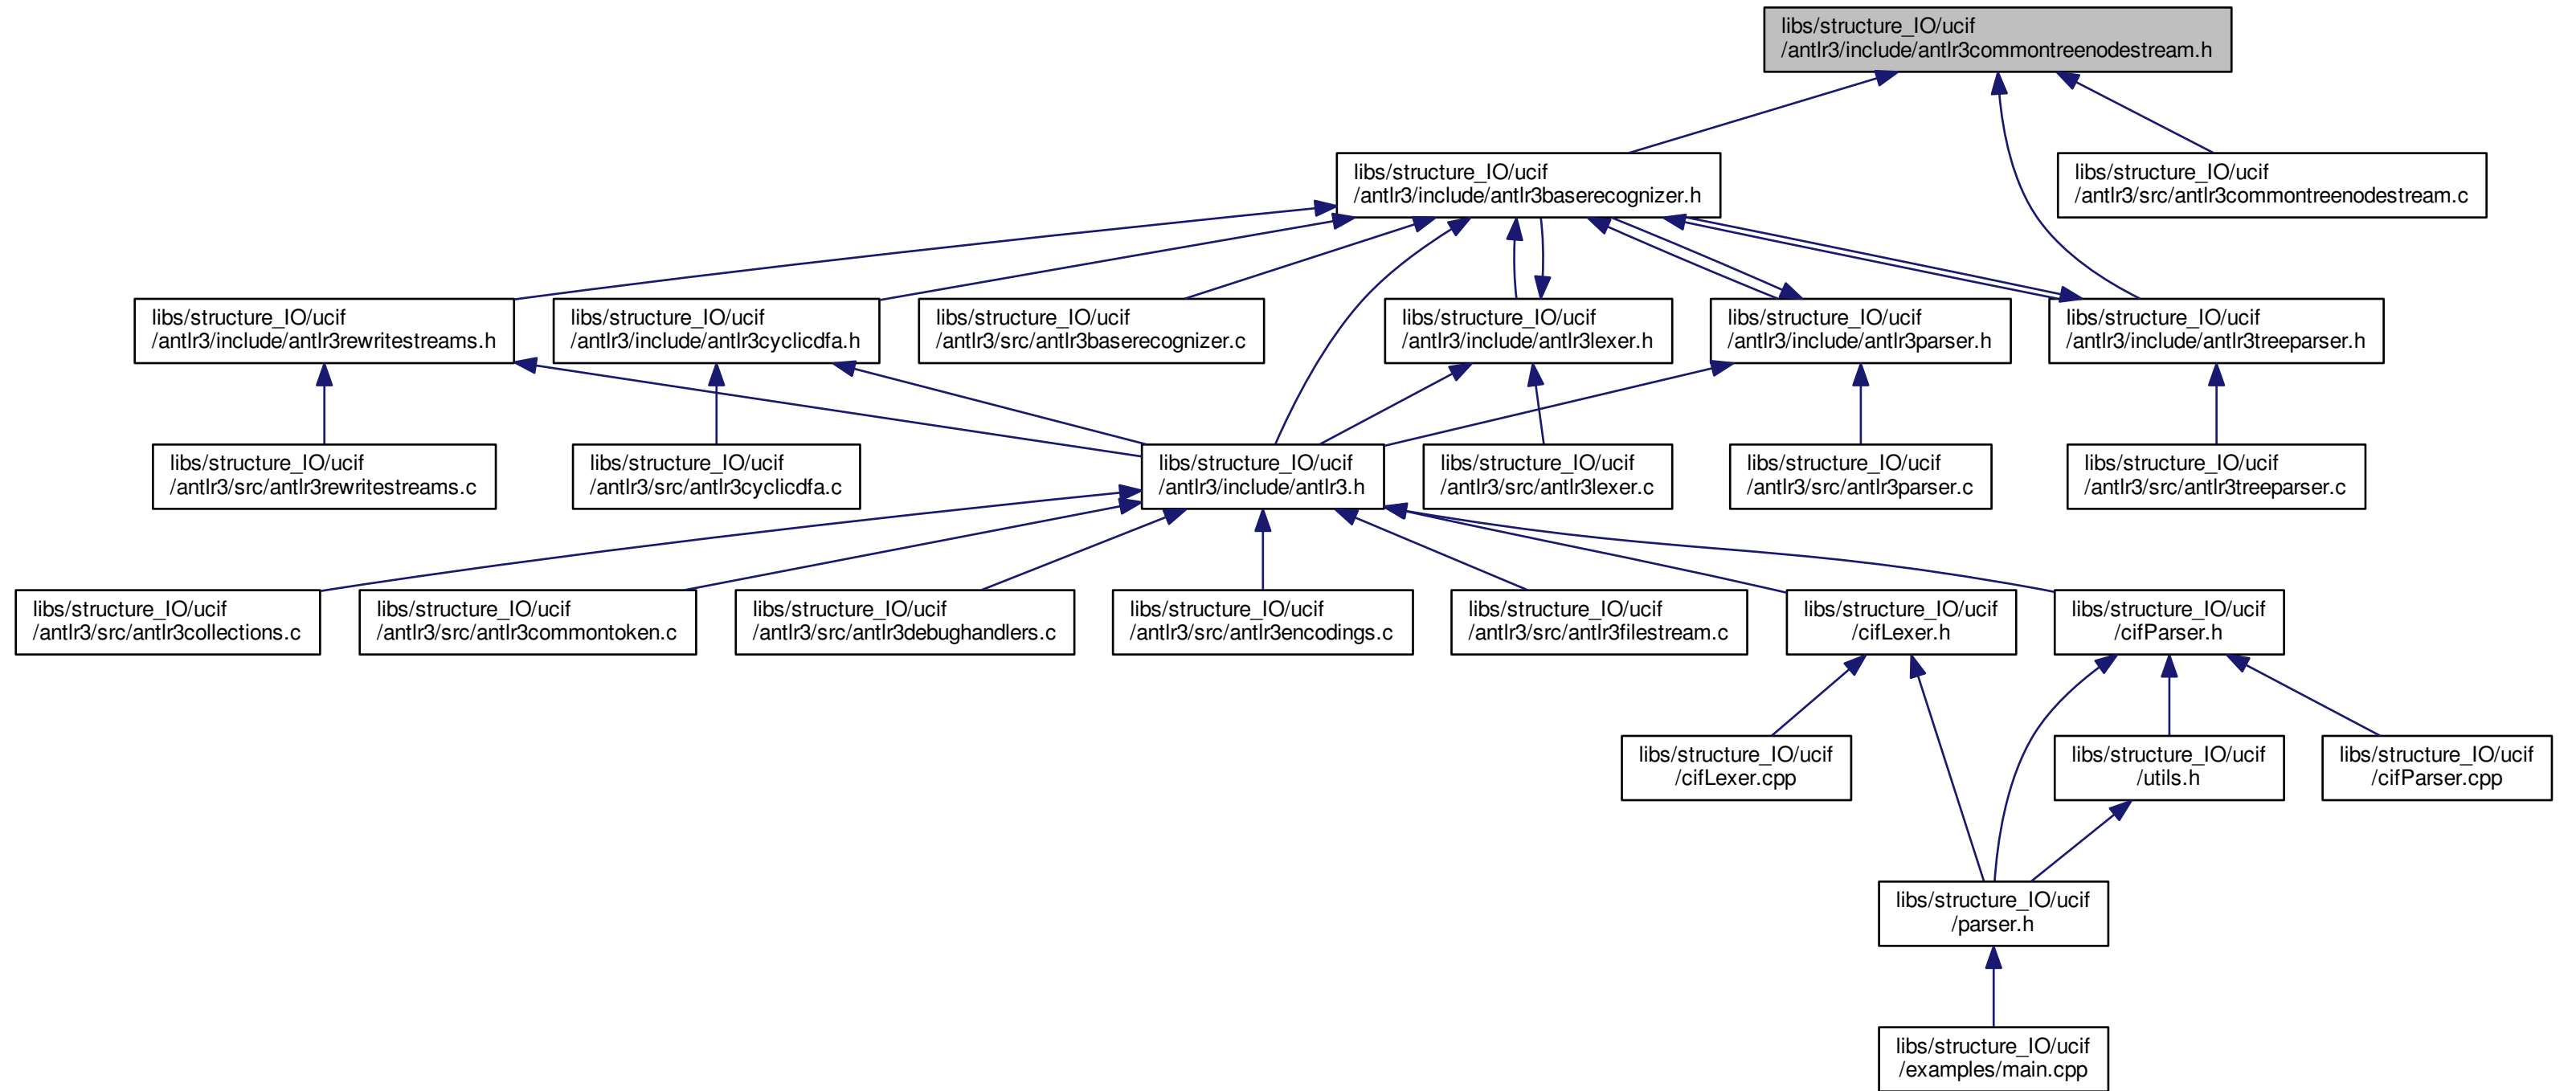 libs/structure_IO/ucif
/antlr3/include/antlr3commontreenodestream.h
libs/structure_IO/ucif
/antlr3/include/antlr3baserecognizer.h
libs/structure_IO/ucif
/antlr3/src/antlr3commontreenodestream.c
libs/structure_IO/ucif
/antlr3/include/antlr3rewritestreams.h
libs/structure_IO/ucif
/antlr3/include/antlr3cyclicdfa.h
libs/structure_IO/ucif
/antlr3/src/antlr3baserecognizer.c
libs/structure_IO/ucif
/antlr3/include/antlr3lexer.h
libs/structure_IO/ucif
/antlr3/include/antlr3parser.h
libs/structure_IO/ucif
/antlr3/include/antlr3treeparser.h
libs/structure_IO/ucif
/antlr3/src/antlr3rewritestreams.c
libs/structure_IO/ucif
/antlr3/src/antlr3cyclicdfa.c
libs/structure_IO/ucif
/antlr3/include/antlr3.h
libs/structure_IO/ucif
/antlr3/src/antlr3lexer.c
libs/structure_IO/ucif
/antlr3/src/antlr3parser.c
libs/structure_IO/ucif
/antlr3/src/antlr3treeparser.c
libs/structure_IO/ucif
/antlr3/src/antlr3collections.c
libs/structure_IO/ucif
/antlr3/src/antlr3commontoken.c
libs/structure_IO/ucif
/antlr3/src/antlr3debughandlers.c
libs/structure_IO/ucif
/antlr3/src/antlr3encodings.c
libs/structure_IO/ucif
/antlr3/src/antlr3filestream.c
libs/structure_IO/ucif
/cifLexer.h
libs/structure_IO/ucif
/cifParser.h
libs/structure_IO/ucif
/cifLexer.cpp
libs/structure_IO/ucif
/utils.h
libs/structure_IO/ucif
/cifParser.cpp
libs/structure_IO/ucif
/parser.h
libs/structure_IO/ucif
/examples/main.cpp